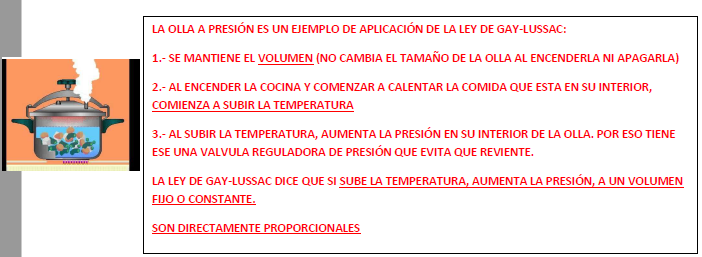 LA OLLA A PRESIÓN ES UN EJEMPLO DE APLICACIÓN DE LA LEY DE GAY-LUSSAC:
1.- SE MANTIENE EL VOLUMEN (NO CAMBIA EL TAMAÑO DE LA OLLA AL ENCENDERLA NI APAGARLA)
2.- AL ENCENDER LA COCINA Y COMENZAR A CALENTAR LA COMIDA QUE ESTA EN SU INTERIOR,
COMIENZA A SUBIR LA TEMPERATURA
3.- AL SUBIR LA TEMPERATURA, AUMENTA LA PRESIÓN EN SU INTERIOR DE LA OLLA. POR ESO TIENE
ESE UNA VALVULA REGULADORA DE PRESIÓN QUE EVITA QUE REVIENTE.
LA LEY DE GAY-LUSSAC DICE QUE SI SUBE LA TEMPERATURA, AUMENTA LA PRESIÓN, A UN VOLUMEN
FIJO O CONSTANTE.
SON DIRECTAMENTE PROPORCIONALES